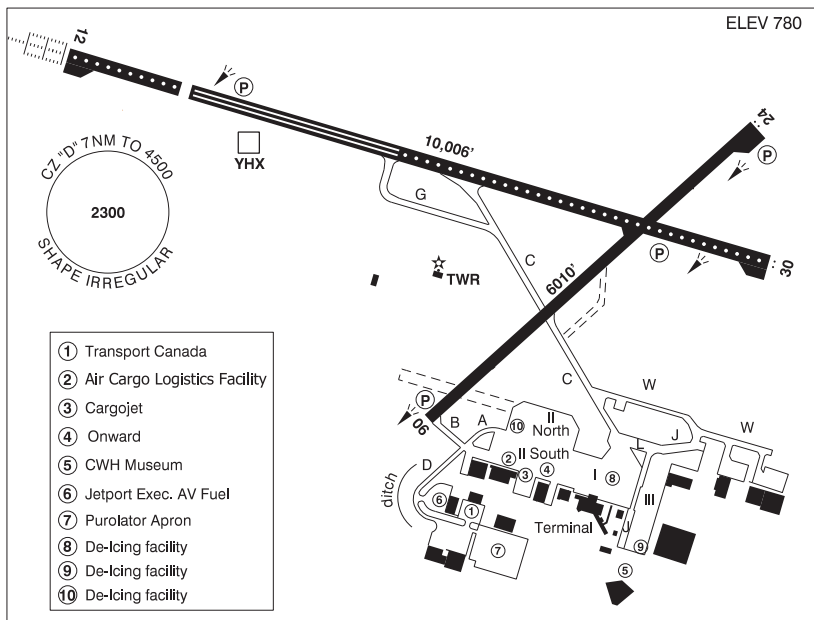 ELEV 780
12
P
24
10,006'
P
YHX
CZ "D" 7NM TO 4500
2300
SHAPE IRREGULAR
G
P
30
C
TWR
6010'
1 Transport Canada
2 Air Cargo Logistics Facility
3 Cargojet
4 Onward
5 CWH Museum
6 Jetport Exec. AV Fuel
7 Purolator Apron
8 De-Icing facility
9 De-Icing facility
10 De-Icing facility
C
W
P
06
B
A
10
II
North
W
J
D
2
II South
3
4
I
8
III
ditch
6
1
Terminal
J
7
9
5